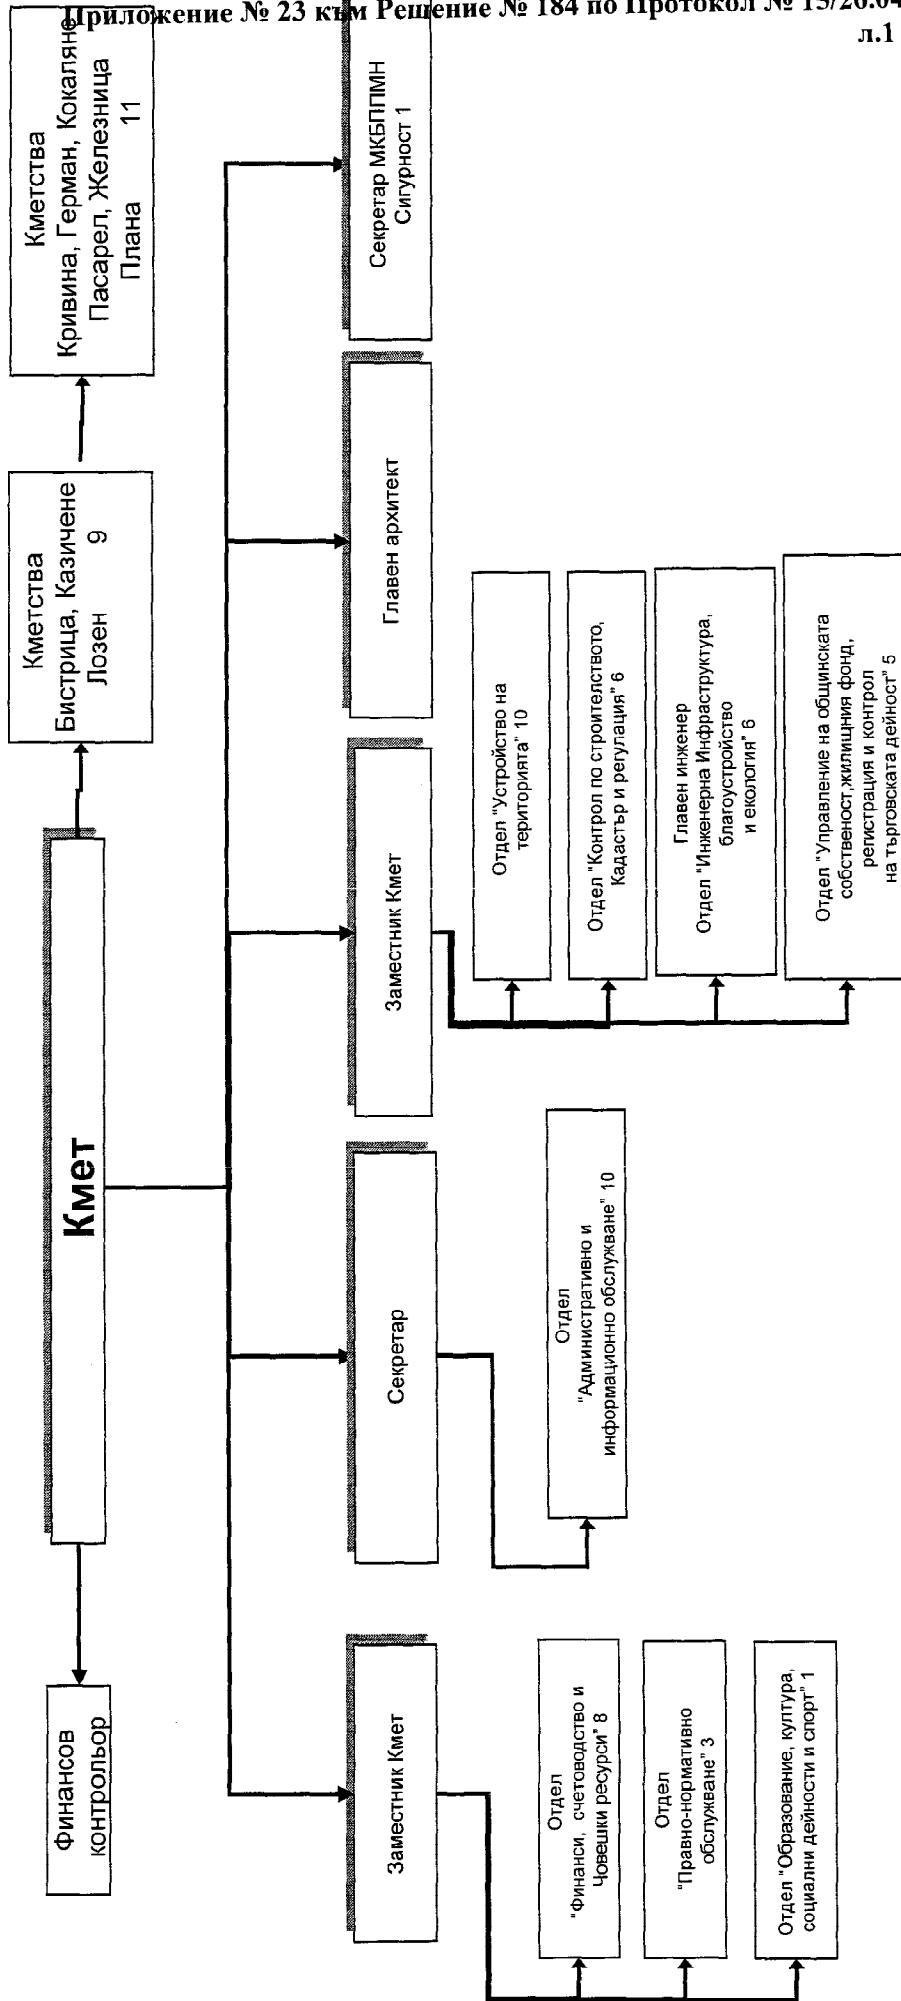 Приложение № 23 към Решение № 184 по Протокол №
л.1
Финансов
контрольор
Кмет
Кметства
Бистрица, Казичене
Лозен 9
Кметства
Кривина, Герман, Кокаляне
Пасарел, Железница
Плана 11
Заместник Кмет
Секретар
Заместник Кмет
Главен архитект
Секретар МКБППМН
Сигурност 1
Отдел
"Финанси, счетоводство и
Човешки ресурси" 8
Отдел
"Правно-нормативно
обслужване" 3
Отдел "Образование, култура,
социални дейности и спорт" 1
Отдел
"Административно и
информационно обслужване" 10
Отдел "Устройство на
територията" 10
Отдел "Контрол по строителството,
Кадастър и регулация" 6
Главен инженер
Отдел "Инженерна Инфраструктура,
благоустройство
и екология" 6
Отдел "Управление на общинската
собственост,жилищния фонд,
регистрация и контрол
на търговската дейност" 5